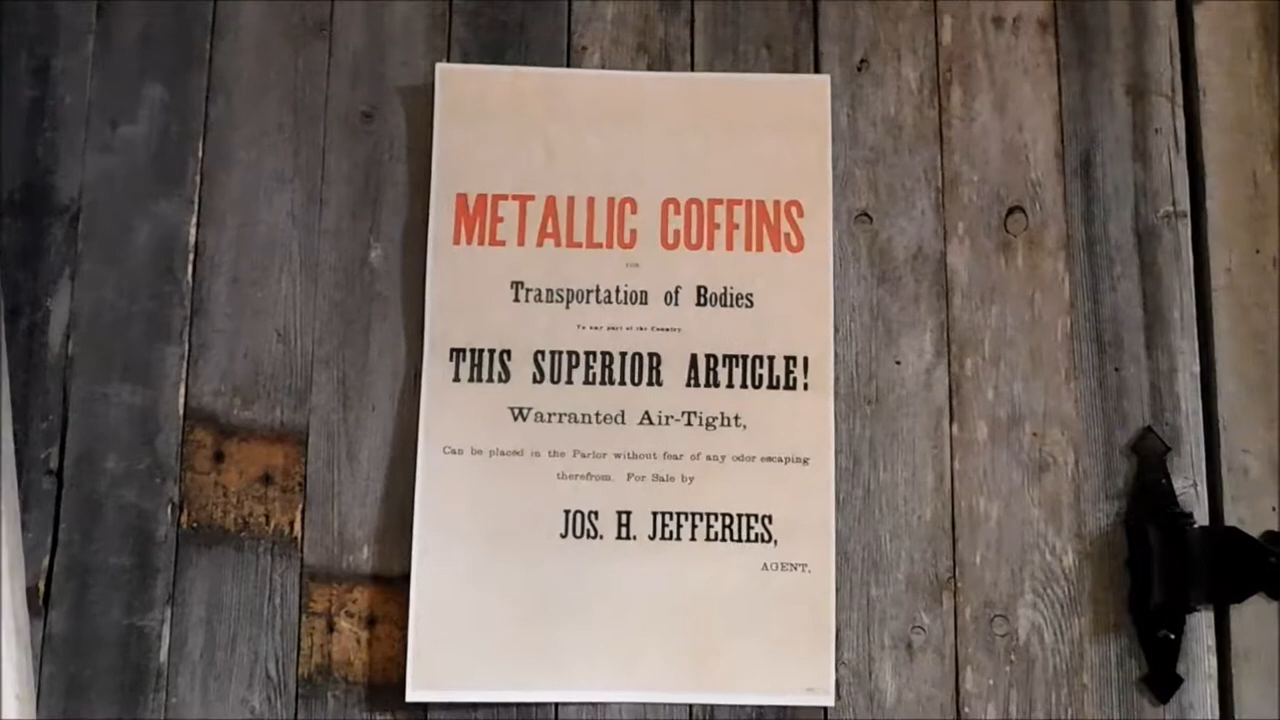 METALLIC COFFINS
FOR
Transportation of Bodies
To any part of the Country.
THIS SUPERIOR ARTICLE!
Warranted Air-Tight,
Can be placed in the Parlor without fear of any odor escaping
therefrom. For Sale by
JOS. H. JEFFERIES,
AGENT,